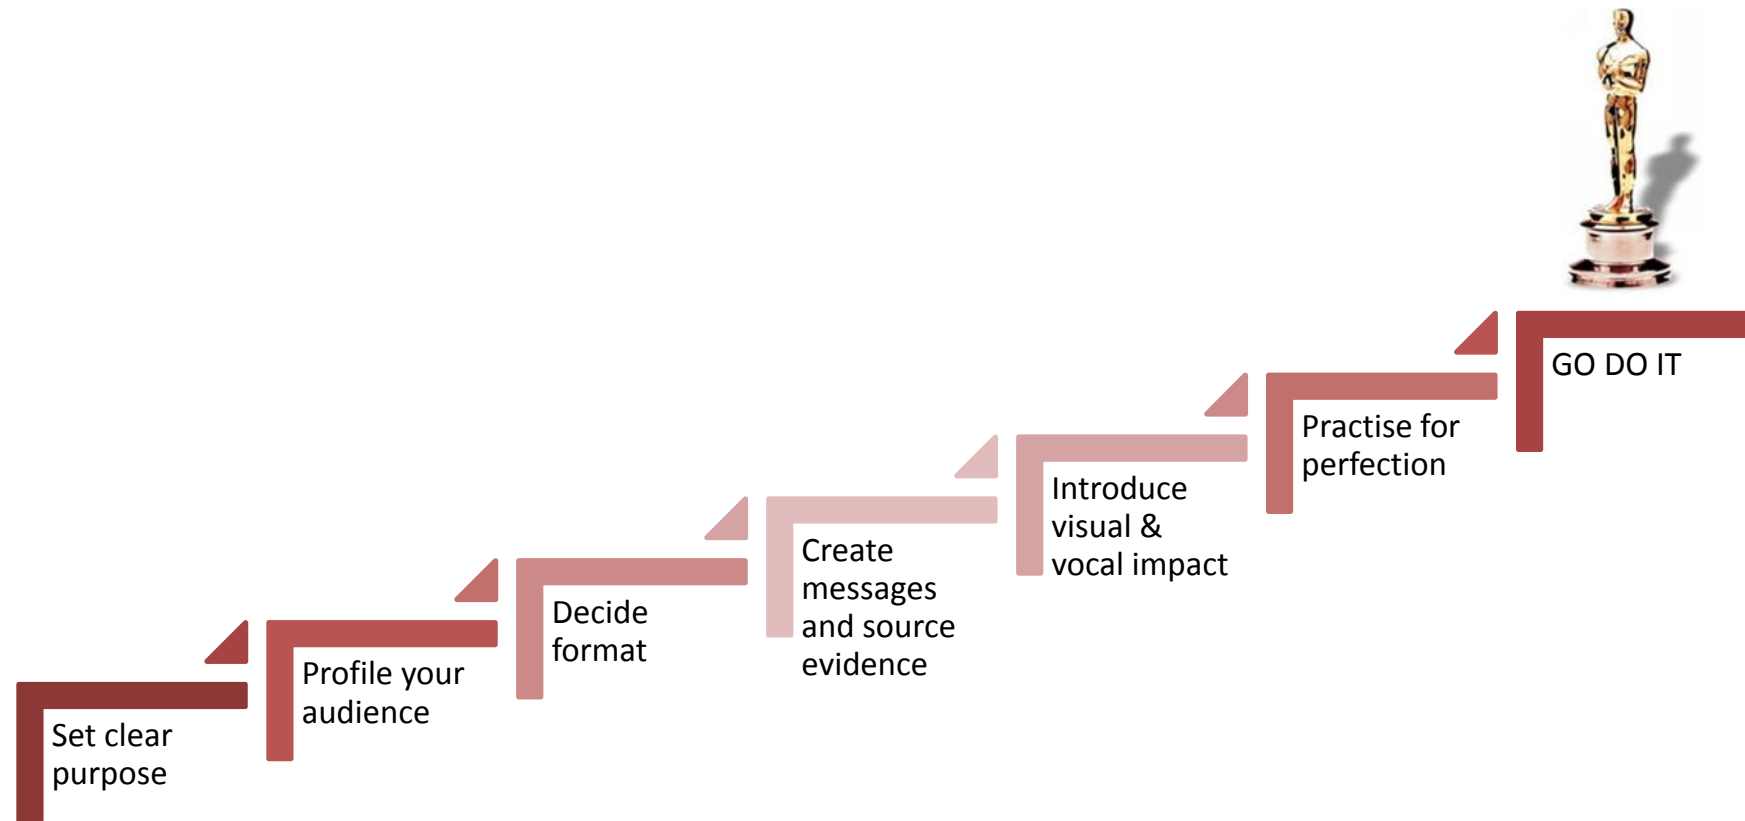 Set clear
purpose
Profile your
audience
Decide
format
Create
messages
and source
evidence
Introduce
visual &
vocal impact
Practise for
perfection
GO DO IT